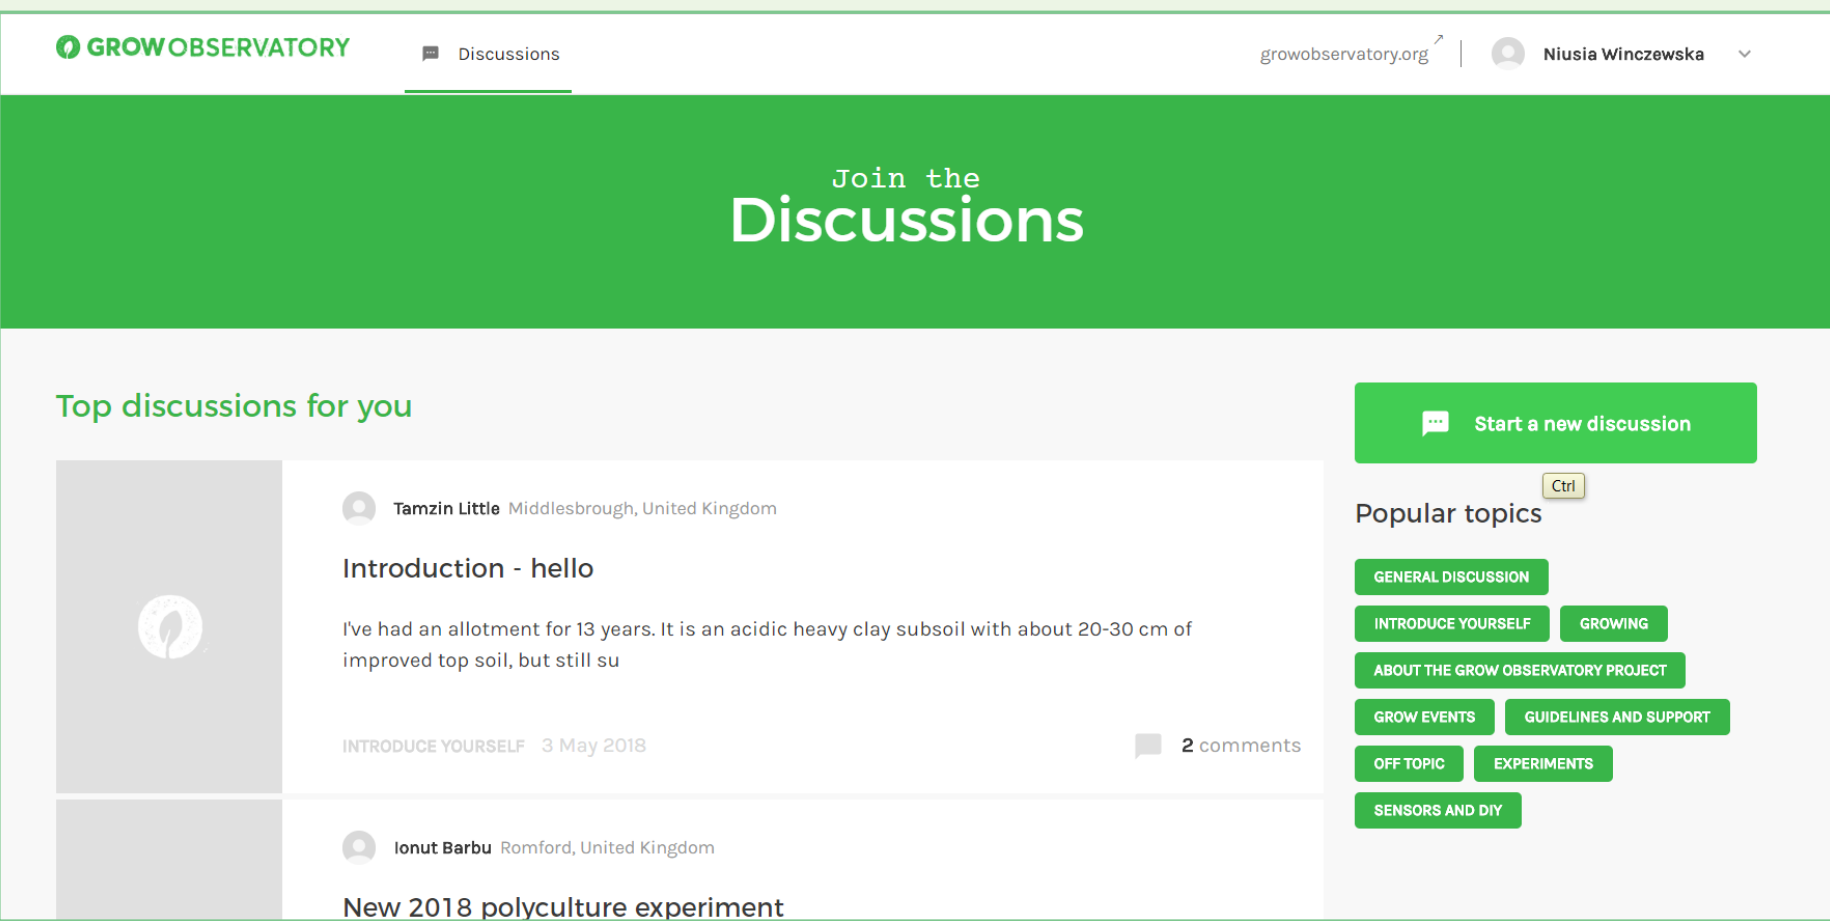 GROW OBSERVATORY
Discussions
growobservatory.org
Niusia Winczewska
Join the
Discussions
Top discussions for you
Tamzin Little Middlesbrough, United Kingdom
Introduction - hello
I've had an allotment for 13 years. It is an acidic heavy clay subsoil with about 20-30 cm of
improved top soil, but still su
INTRODUCE YOURSELF 3 May 2018
2 comments
Ionut Barbu Romford, United Kingdom
New 2018 polyculture experiment
Start a new discussion
Ctrl
Popular topics
GENERAL DISCUSSION
INTRODUCE YOURSELF GROWING
ABOUT THE GROW OBSERVATORY PROJECT
GROW EVENTS GUIDELINES AND SUPPORT
OFF TOPIC EXPERIMENTS
SENSORS AND DIY